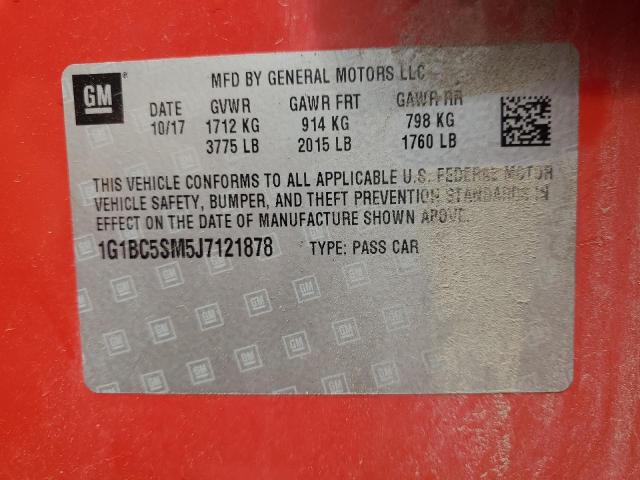 GM
MFD BY GENERAL MOTORS LLC
DATE GVWR GAWR FRT GAWR RR
10/17 1712 KG 914 KG 798 KG
3775 LB 2015 LB 1760 LB
THIS VEHICLE CONFORMS TO ALL APPLICABLE U.S. FEDERAL MOTOR
VEHICLE SAFETY, BUMPER, AND THEFT PREVENTION STANDARDS IN
EFFECT ON THE DATE OF MANUFACTURE SHOWN ABOVE.
1G1BC5SM5J7121878 TYPE: PASS CAR